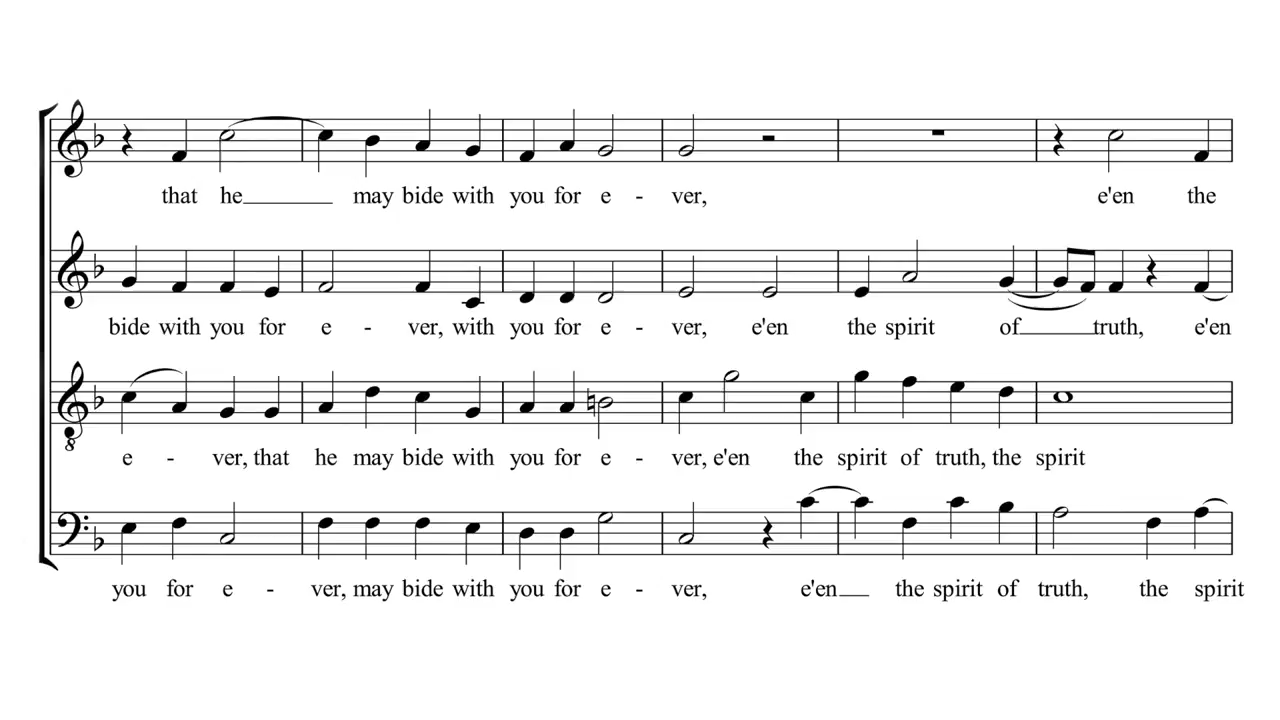 that he may bide with you for e - ver, e'en the
bide with you for e - ver, with you for e - ver, e'en the spirit of truth, e'en
8
e - ver, that he may bide with you for e - ver, e'en the spirit of truth, the spirit
you for e - ver, may bide with you for e - ver, e'en the spirit of truth, the spirit